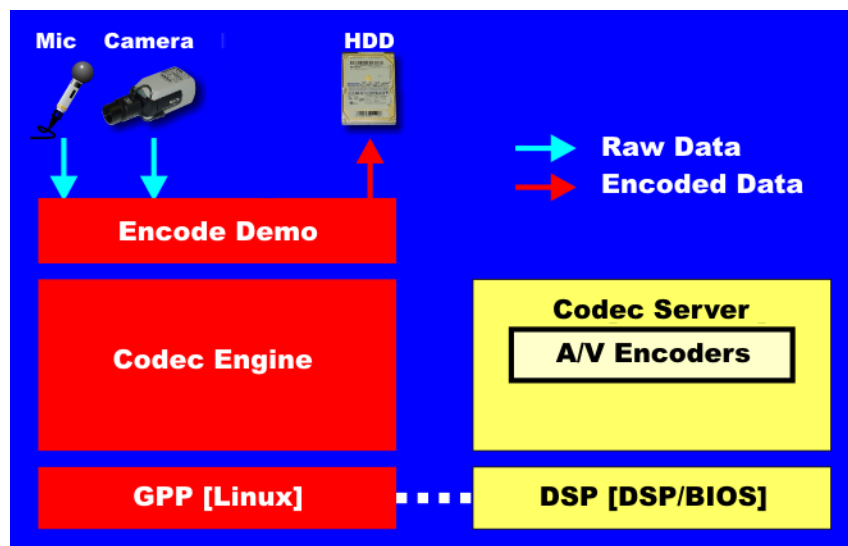 Mic
Camera
HDD
Raw Data
Encoded Data
Encode Demo
Codec Engine
Codec Server
A/V Encoders
GPP [Linux]
DSP [DSP/BIOS]